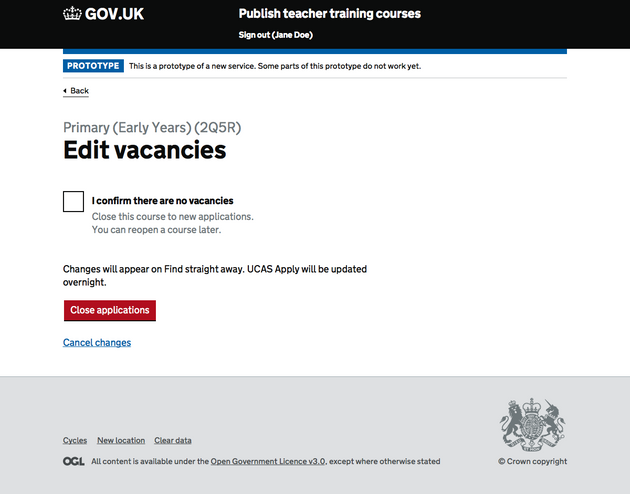 GOV.UK
Publish teacher training courses
Sign out (Jane Doe)
PROTOTYPE This is a prototype of a new service. Some parts of this prototype do not work yet.
Back
Primary (Early Years) (2Q5R)
Edit vacancies
I confirm there are no vacancies
Close this course to new applications.
You can reopen a course later.
Changes will appear on Find straight away. UCAS Apply will be updated
overnight.
Close applications
Cancel changes
Cycles New location Clear data
OGL All content is available under the Open Government Licence v3.0, except where otherwise stated
© Crown copyright